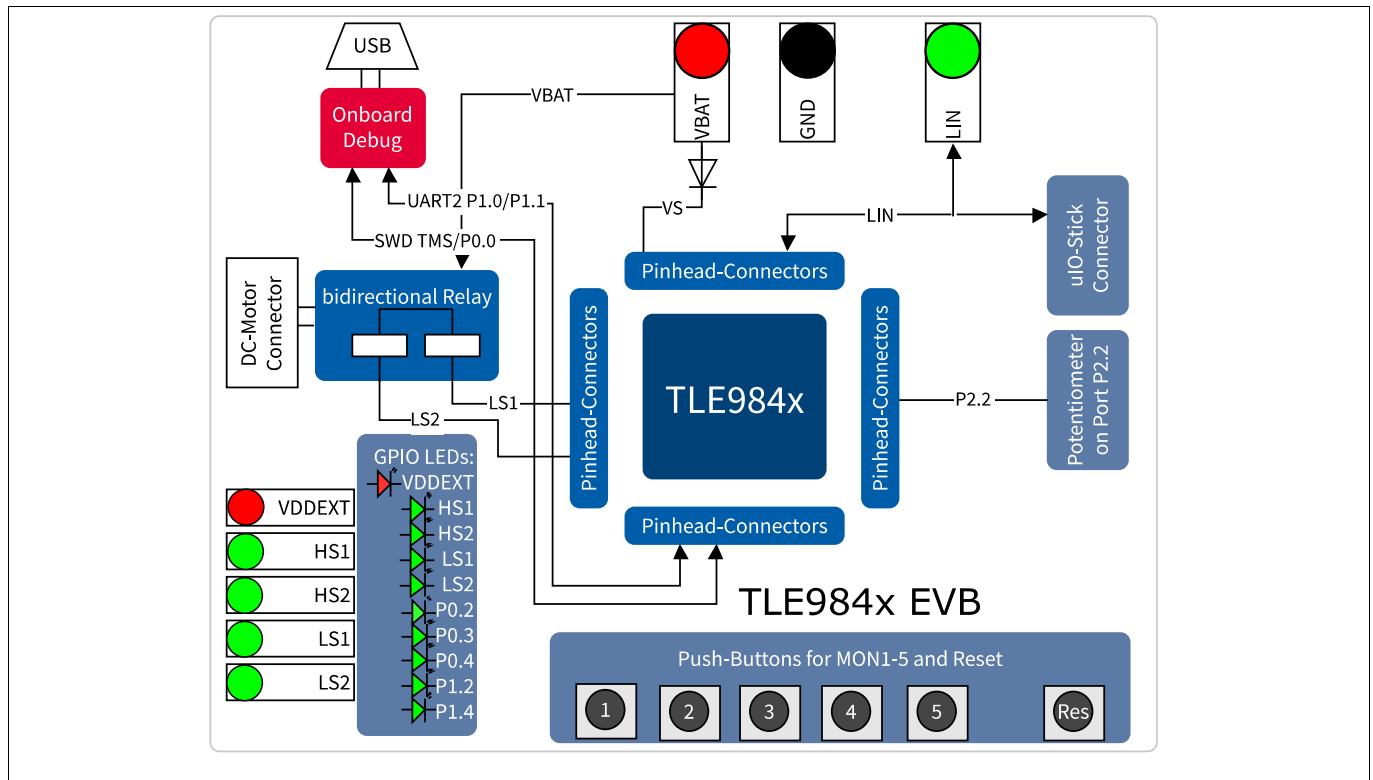 USB
Onboard
Debug
VBAT
VBAT
GND
LIN
UART2 P1.0/P1.1
VS
LIN
SWD TMS/P0.0
uIO-Stick
Connector
Pinhead-Connectors
DC-Motor
Connector
bidirectional Relay
Pinhead-Connectors
TLE984x
Pinhead-Connectors
P2.2
Potentiometer
on Port P2.2
LS1
LS2
GPIO LEDs:
VDDEXT
HS1
HS2
LS1
LS2
P0.2
P0.3
P0.4
P1.2
P1.4
VDDEXT
HS1
HS2
LS1
LS2
Pinhead-Connectors
TLE984x EVB
Push-Buttons for MON1-5 and Reset
1
2
3
4
5
Res